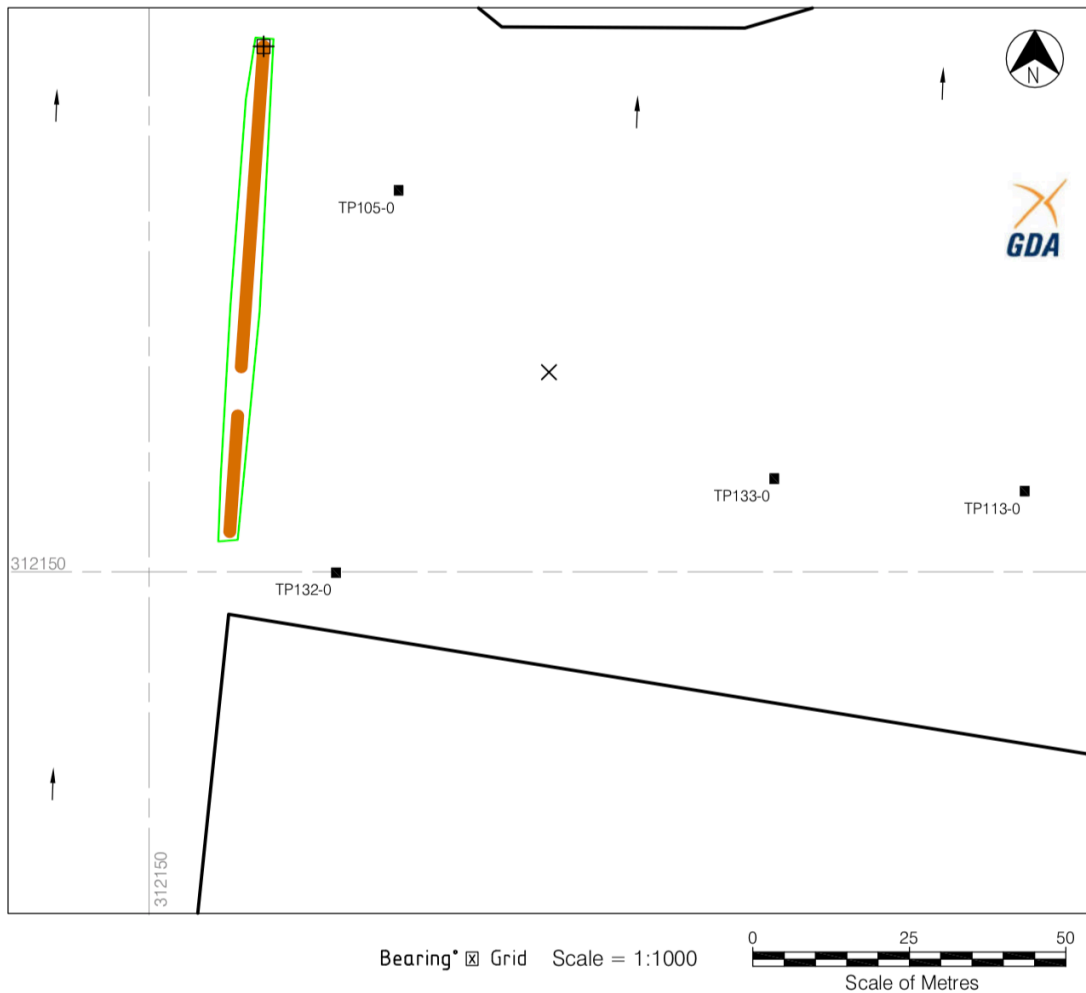 N
GDA
TP105-0
TP133-0
TP113-0
312150
TP132-0
312150
Bearing° ☒ Grid Scale = 1:1000
0 25 50
Scale of Metres